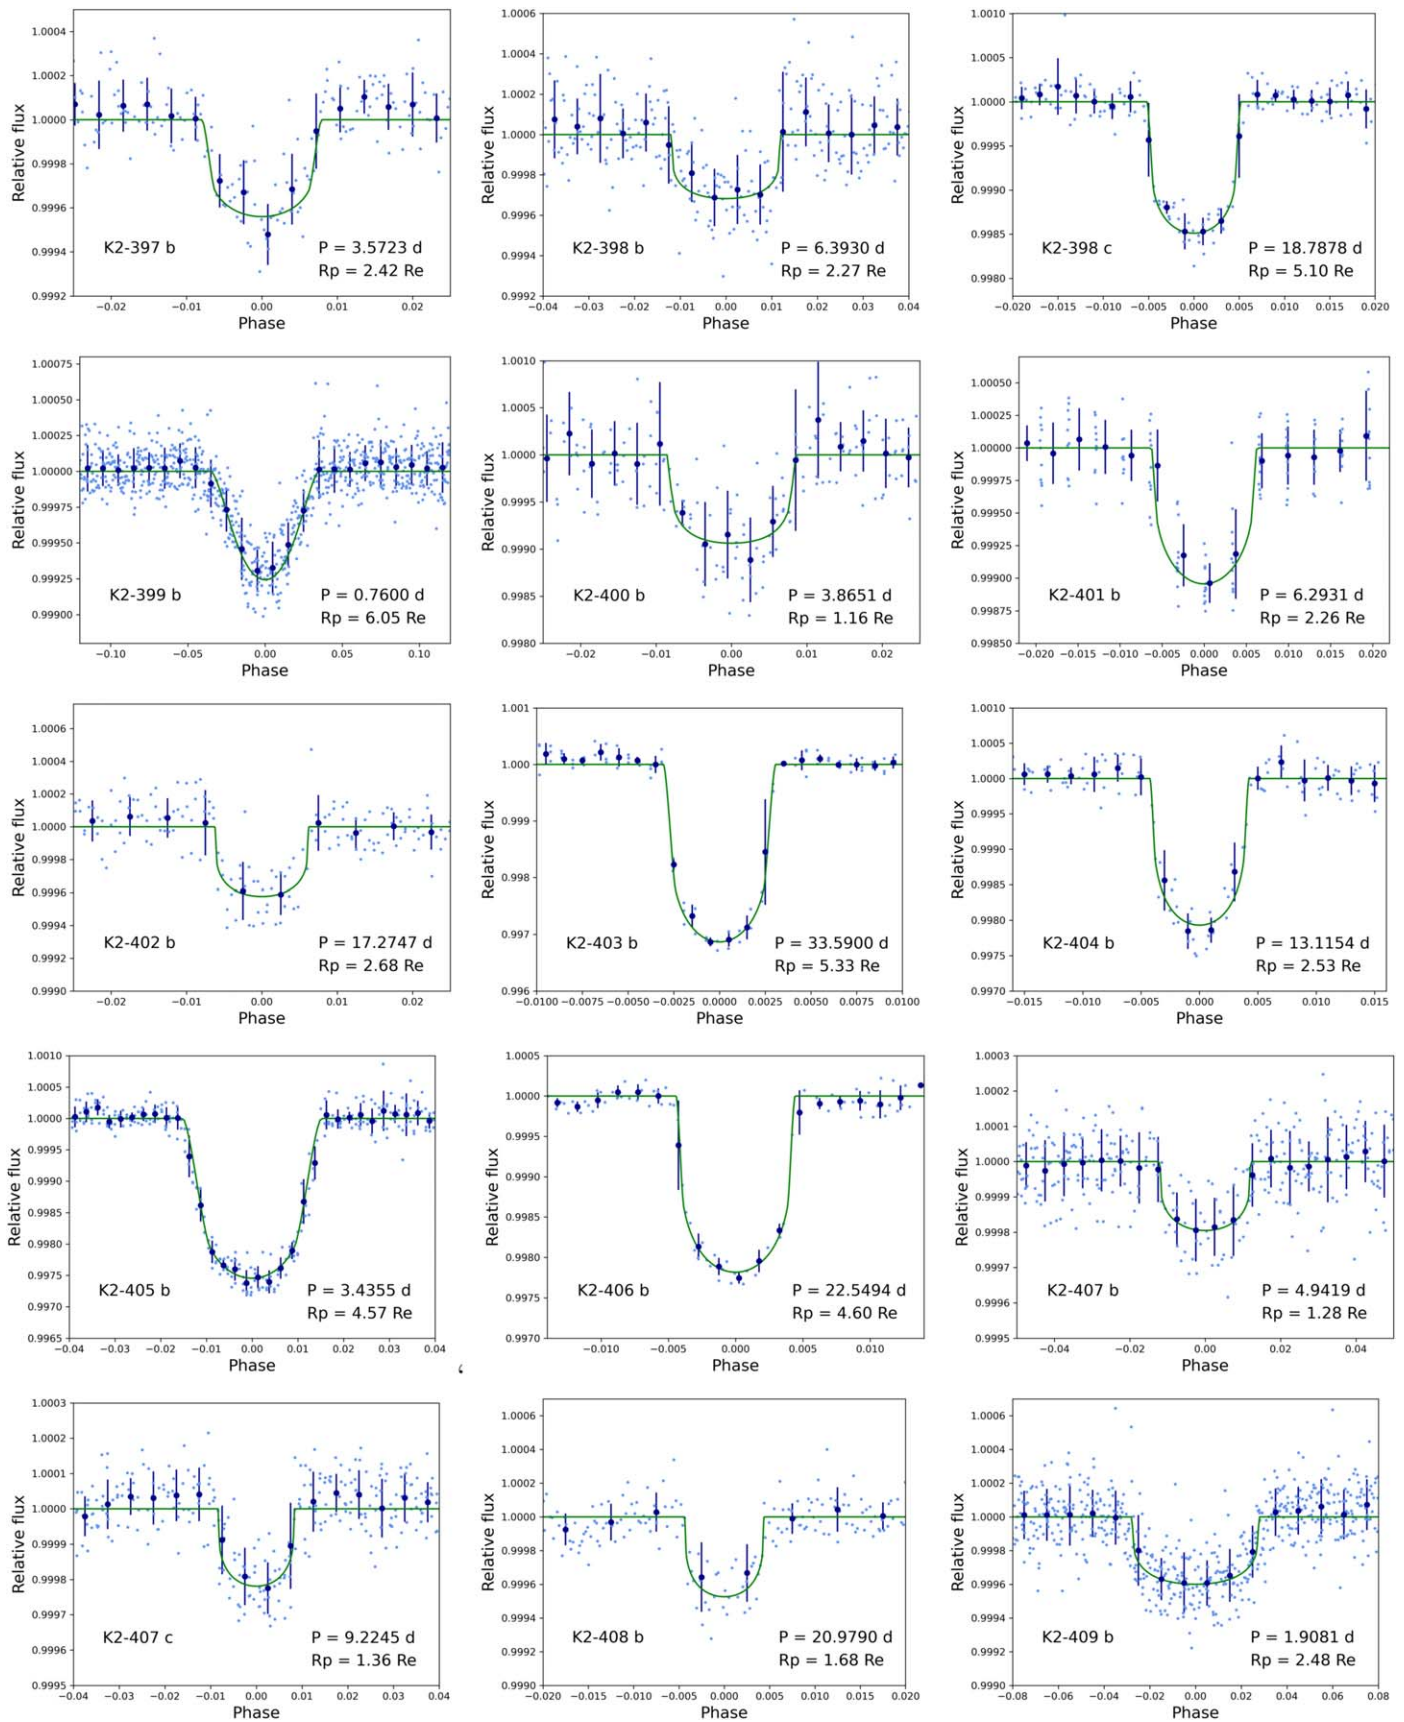 1.0004
1.0002
1.0000
0.9998
0.9996
0.9994
0.9992
Relative flux
K2-397 b
P = 3.5723 d
Rp = 2.42 Re
−0.02 −0.01 0.00 0.01 0.02
Phase
1.0006
1.0004
1.0002
1.0000
0.9998
0.9996
0.9994
0.9992
Relative flux
K2-398 b
P = 6.3930 d
Rp = 2.27 Re
−0.04 −0.03 −0.02 −0.01 0.00 0.01 0.02 0.03 0.04
Phase
1.0010
1.0005
1.0000
0.9995
0.9990
0.9985
0.9980
Relative flux
K2-398 c
P = 18.7878 d
Rp = 5.10 Re
−0.020 −0.015 −0.010 −0.005 0.000 0.005 0.010 0.015 0.020
Phase
1.00075
1.00050
1.00025
1.00000
0.99975
0.99950
0.99925
0.99900
Relative flux
K2-399 b
P = 0.7600 d
Rp = 6.05 Re
−0.10 −0.05 0.00 0.05 0.10
Phase
1.0010
1.0005
1.0000
0.9995
0.9990
0.9985
0.9980
Relative flux
K2-400 b
P = 3.8651 d
Rp = 1.16 Re
−0.02 −0.01 0.00 0.01 0.02
Phase
1.00050
1.00025
1.00000
0.99975
0.99950
0.99925
0.99900
0.99875
0.99850
Relative flux
K2-401 b
P = 6.2931 d
Rp = 2.26 Re
−0.020 −0.015 −0.010 −0.005 0.000 0.005 0.010 0.015 0.020
Phase
1.0006
1.0004
1.0002
1.0000
0.9998
0.9996
0.9994
0.9992
0.9990
Relative flux
K2-402 b
P = 17.2747 d
Rp = 2.68 Re
−0.02 −0.01 0.00 0.01 0.02
Phase
1.001
1.000
0.999
0.998
0.997
0.996
Relative flux
K2-403 b
P = 33.5900 d
Rp = 5.33 Re
−0.0100 −0.0075 −0.0050 −0.0025 0.0000 0.0025 0.0050 0.0075 0.0100
Phase
1.0010
1.0005
1.0000
0.9995
0.9990
0.9985
0.9980
0.9975
0.9970
Relative flux
K2-404 b
P = 13.1154 d
Rp = 2.53 Re
−0.015 −0.010 −0.005 0.000 0.005 0.010 0.015
Phase
1.0010
1.0005
1.0000
0.9995
0.9990
0.9985
0.9980
0.9975
0.9970
0.9965
Relative flux
K2-405 b
P = 3.4355 d
Rp = 4.57 Re
−0.04 −0.03 −0.02 −0.01 0.00 0.01 0.02 0.03 0.04
Phase
1.0005
1.0000
0.9995
0.9990
0.9985
0.9980
0.9975
0.9970
Relative flux
K2-406 b
P = 22.5494 d
Rp = 4.60 Re
−0.010 −0.005 0.000 0.005 0.010
Phase
1.0003
1.0002
1.0001
1.0000
0.9999
0.9998
0.9997
0.9996
0.9995
Relative flux
K2-407 b
P = 4.9419 d
Rp = 1.28 Re
−0.04 −0.02 0.00 0.02 0.04
Phase
1.0003
1.0002
1.0001
1.0000
0.9999
0.9998
0.9997
0.9996
0.9995
Relative flux
K2-407 c
P = 9.2245 d
Rp = 1.36 Re
−0.04 −0.03 −0.02 −0.01 0.00 0.01 0.02 0.03 0.04
Phase
1.0006
1.0004
1.0002
1.0000
0.9998
0.9996
0.9994
0.9992
0.9990
Relative flux
K2-408 b
P = 20.9790 d
Rp = 1.68 Re
−0.020 −0.015 −0.010 −0.005 0.000 0.005 0.010 0.015 0.020
Phase
1.0006
1.0004
1.0002
1.0000
0.9998
0.9996
0.9994
0.9992
0.9990
Relative flux
K2-409 b
P = 1.9081 d
Rp = 2.48 Re
−0.08 −0.06 −0.04 −0.02 0.00 0.02 0.04 0.06 0.08
Phase